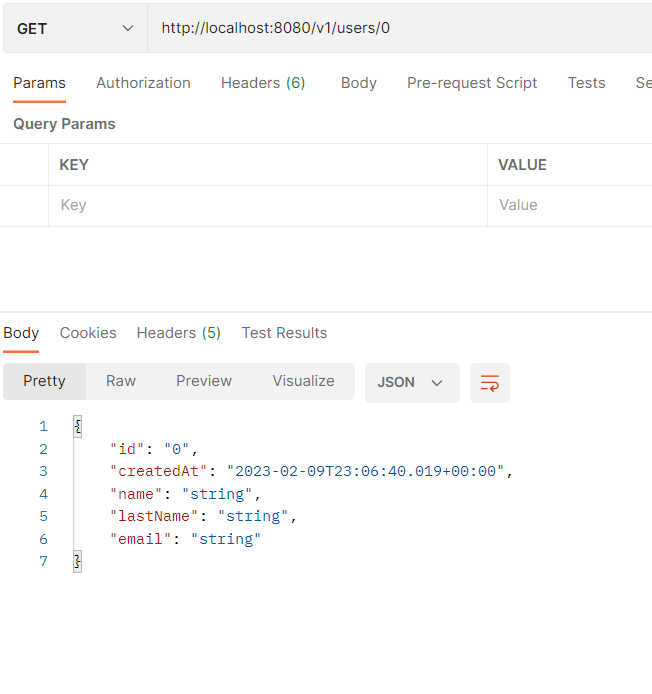 GET http://localhost:8080/v1/users/0
Params Authorization Headers (6) Body Pre-request Script Tests Se
Query Params
KEY VALUE
Key Value
Body Cookies Headers (5) Test Results
Pretty Raw Preview Visualize JSON
1 {
2 "id": "0",
3 "createdAt": "2023-02-09T23:06:40.019+00:00",
4 "name": "string",
5 "lastName": "string",
6 "email": "string"
7 }